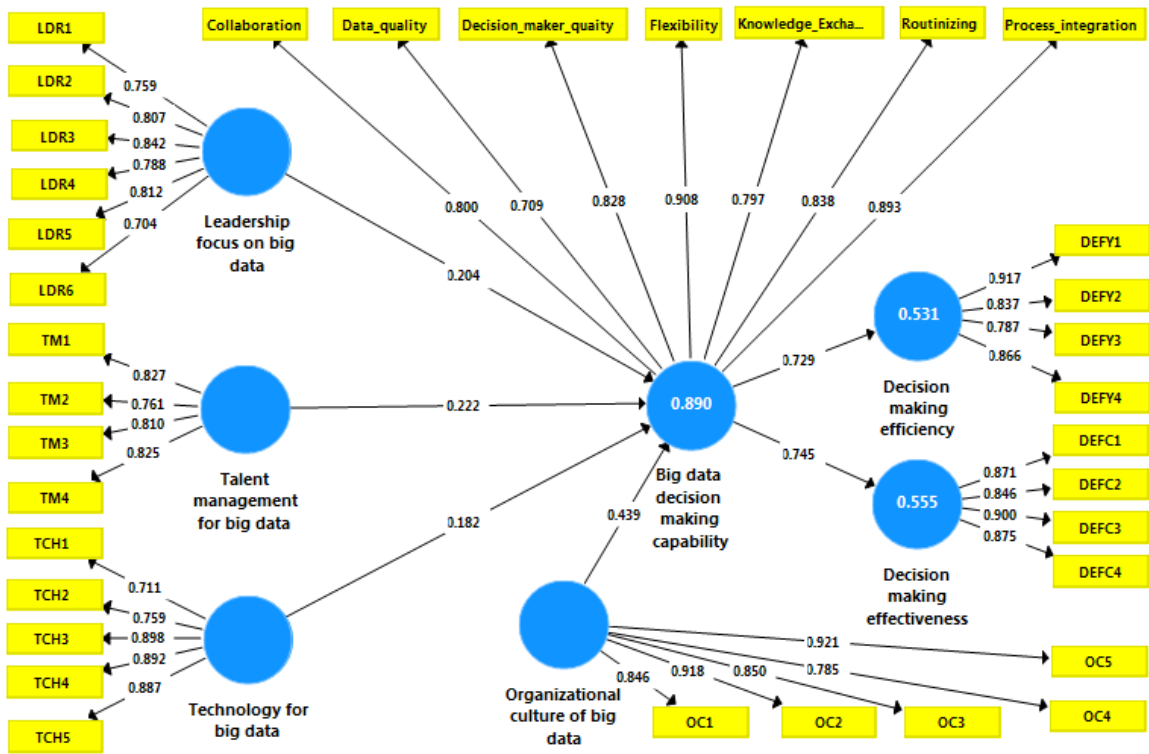 LDR1
Collaboration
Data_quality
Decision_maker_quaity
Flexibility
Knowledge_Excha...
Routinizing
Process_integration
LDR2
LDR3
LDR4
LDR5
LDR6
0.759
0.807
0.842
0.788
0.812
0.704
Leadership
focus on big
data
0.800
0.709
0.828
0.908
0.797
0.838
0.893
0.204
TM1
TM2
TM3
TM4
0.827
0.761
0.810
0.825
Talent
management
for big data
0.222
0.890
Big data
decision
making
capability
0.729
0.745
0.531
Decision
making
efficiency
0.917
0.837
0.787
0.866
DEFY1
DEFY2
DEFY3
DEFY4
0.555
Decision
making
effectiveness
0.871
0.846
0.900
0.875
DEFC1
DEFC2
DEFC3
DEFC4
TCH1
TCH2
TCH3
TCH4
TCH5
0.711
0.759
0.898
0.892
0.887
Technology for
big data
0.182
0.439
Organizational
culture of big
data
0.846
0.918
0.850
0.785
0.921
OC1
OC2
OC3
OC4
OC5